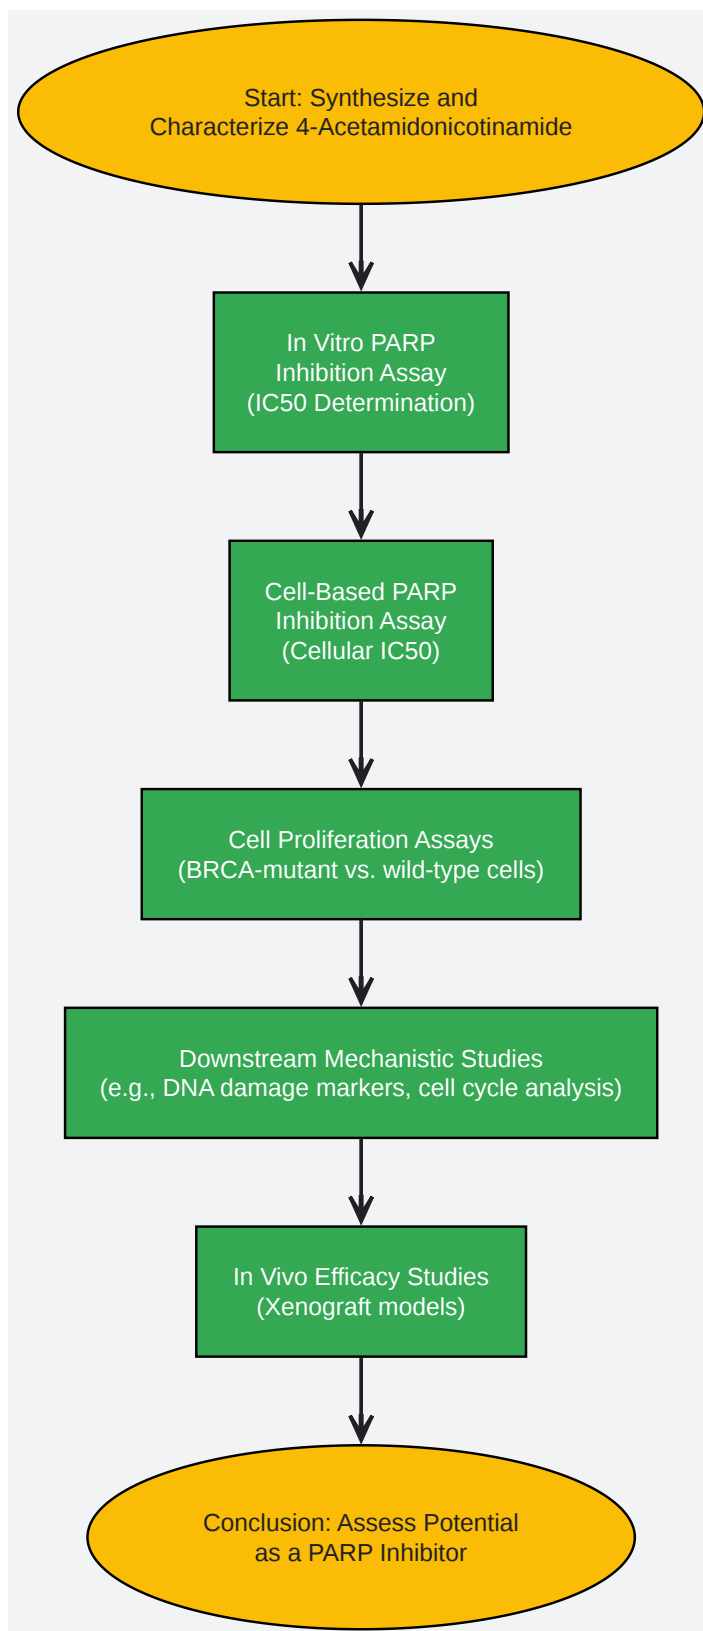 Start: Synthesize and
Characterize 4-Acetamidonicotinamide
In Vitro PARP
Inhibition Assay
(IC50 Determination)
Cell-Based PARP
Inhibition Assay
(Cellular IC50)
Cell Proliferation Assays
(BRCA-mutant vs. wild-type cells)
Downstream Mechanistic Studies
(e.g., DNA damage markers, cell cycle analysis)
In Vivo Efficacy Studies
(Xenograft models)
Conclusion: Assess Potential
as a PARP Inhibitor